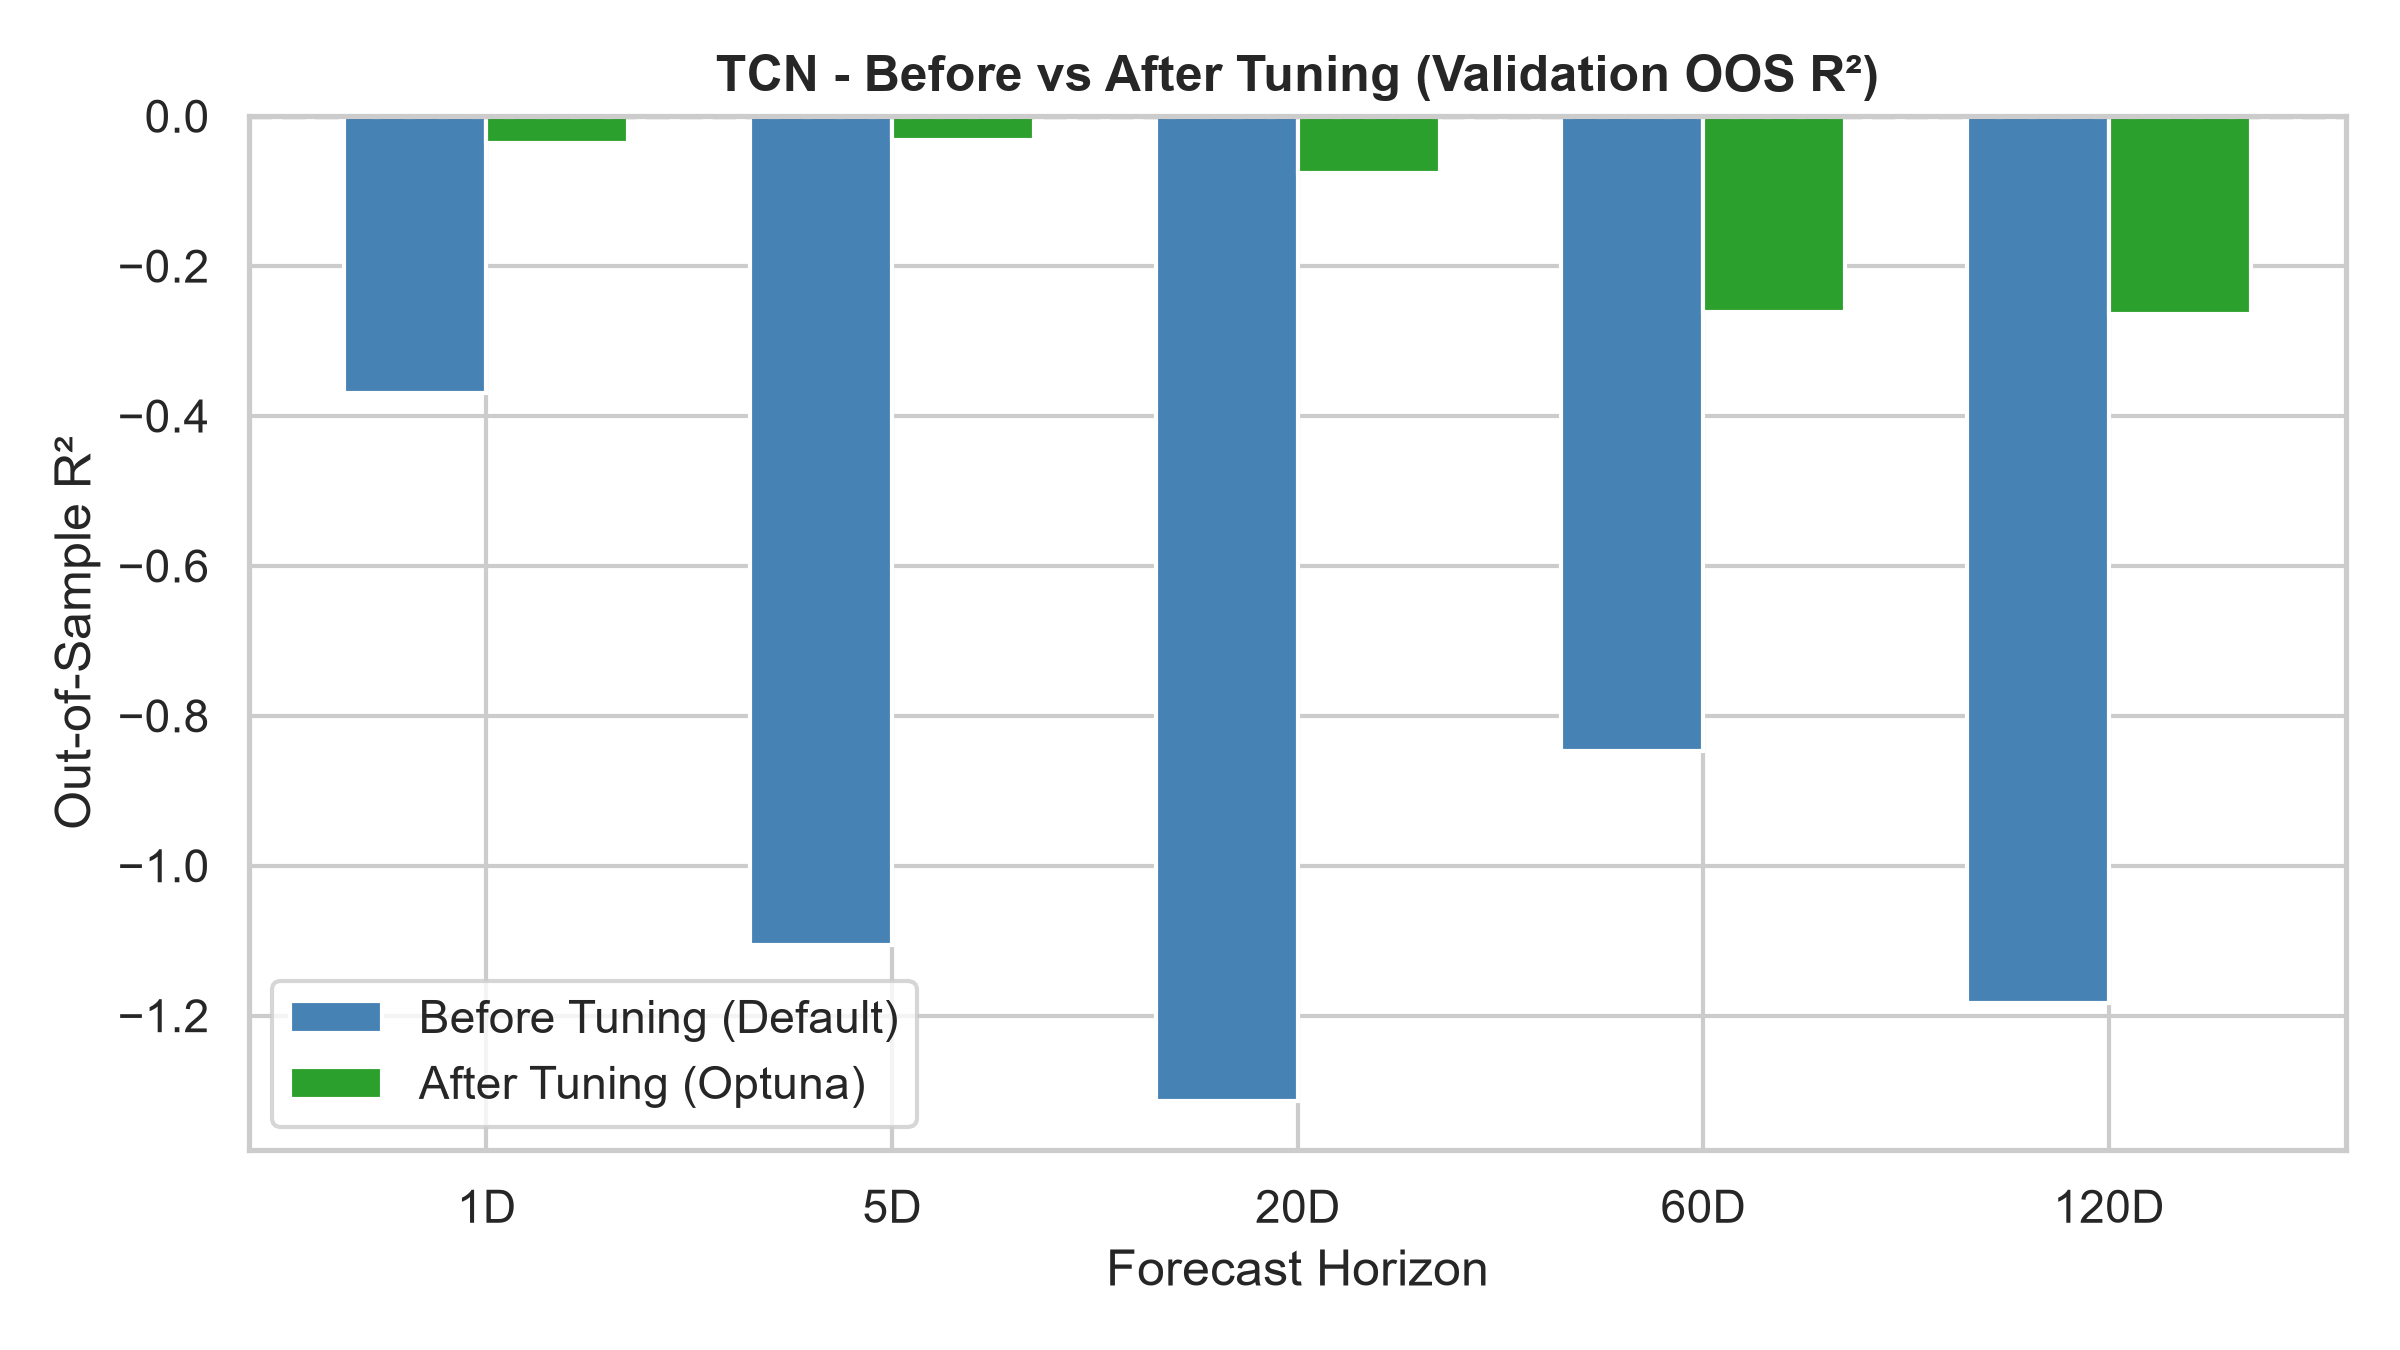 TCN - Before vs After Tuning (Validation OOS R²)
0.0
−0.2
−0.4
−0.6
−0.8
−1.0
−1.2
Out-of-Sample R²
Before Tuning (Default)
After Tuning (Optuna)
1D 5D 20D 60D 120D
Forecast Horizon